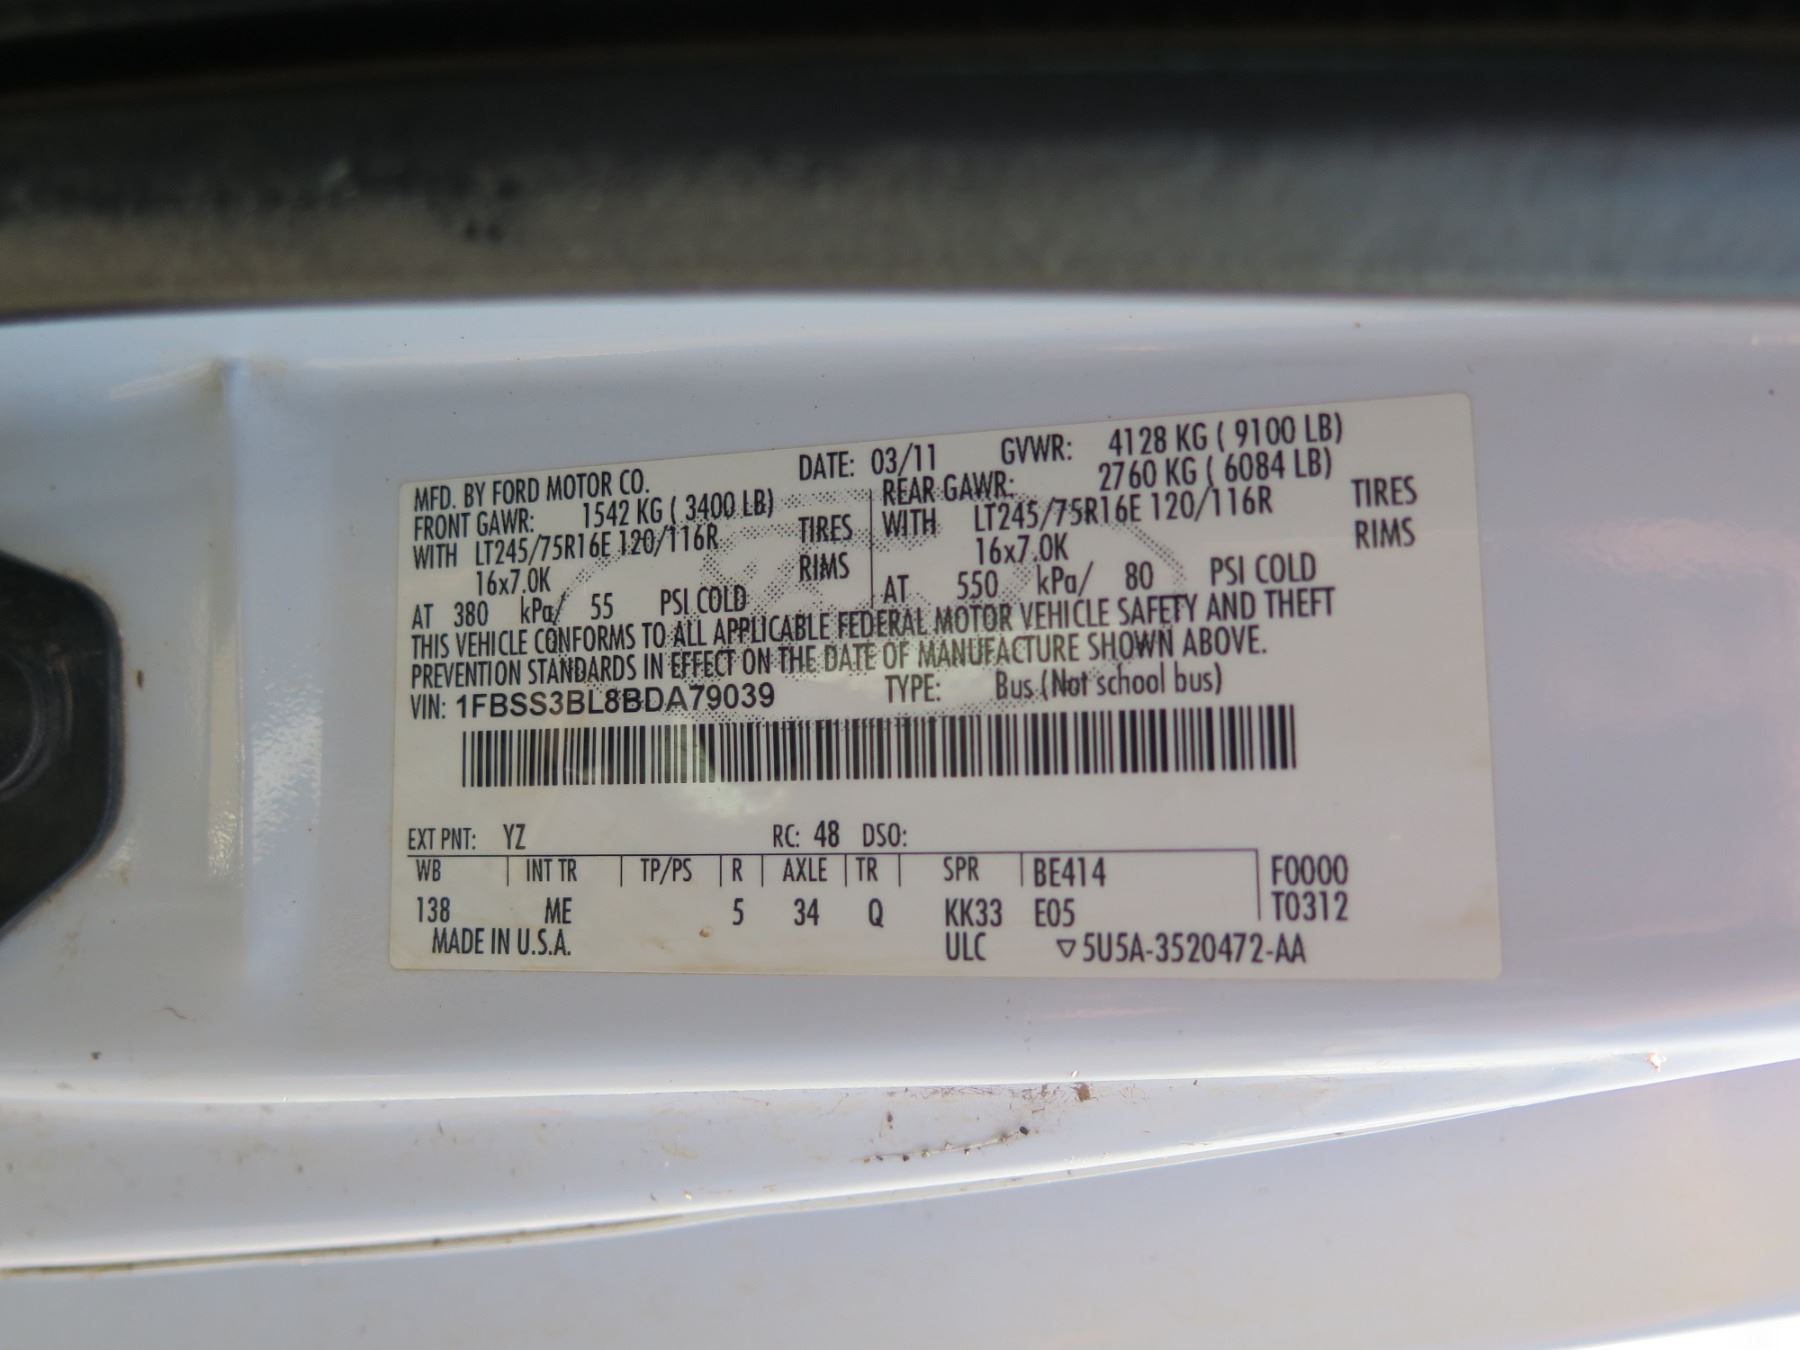 MFD. BY FORD MOTOR CO. DATE: 03/11 GVWR: 4128 KG ( 9100 LB)
FRONT GAWR: 1542 KG ( 3400 LB) REAR GAWR: 2760 KG ( 6084 LB)
WITH LT245/75R16E 120/116R TIRES WITH LT245/75R16E 120/116R TIRES
16x7.0K RIMS 16x7.0K RIMS
AT 380 kPa/ 55 PSI COLD AT 550 kPa/ 80 PSI COLD
THIS VEHICLE CONFORMS TO ALL APPLICABLE FEDERAL MOTOR VEHICLE SAFETY AND THEFT
PREVENTION STANDARDS IN EFFECT ON THE DATE OF MANUFACTURE SHOWN ABOVE.
VIN: 1FBSS3BL8BDA79039 TYPE: Bus (Not school bus)
EXT PNT: YZ RC: 48 DSO:
WB INT TR TP/PS R AXLE TR SPR BE414 F0000
138 ME 5 34 Q KK33 E05 T0312
MADE IN U.S.A. ULC ▽5U5A-3520472-AA